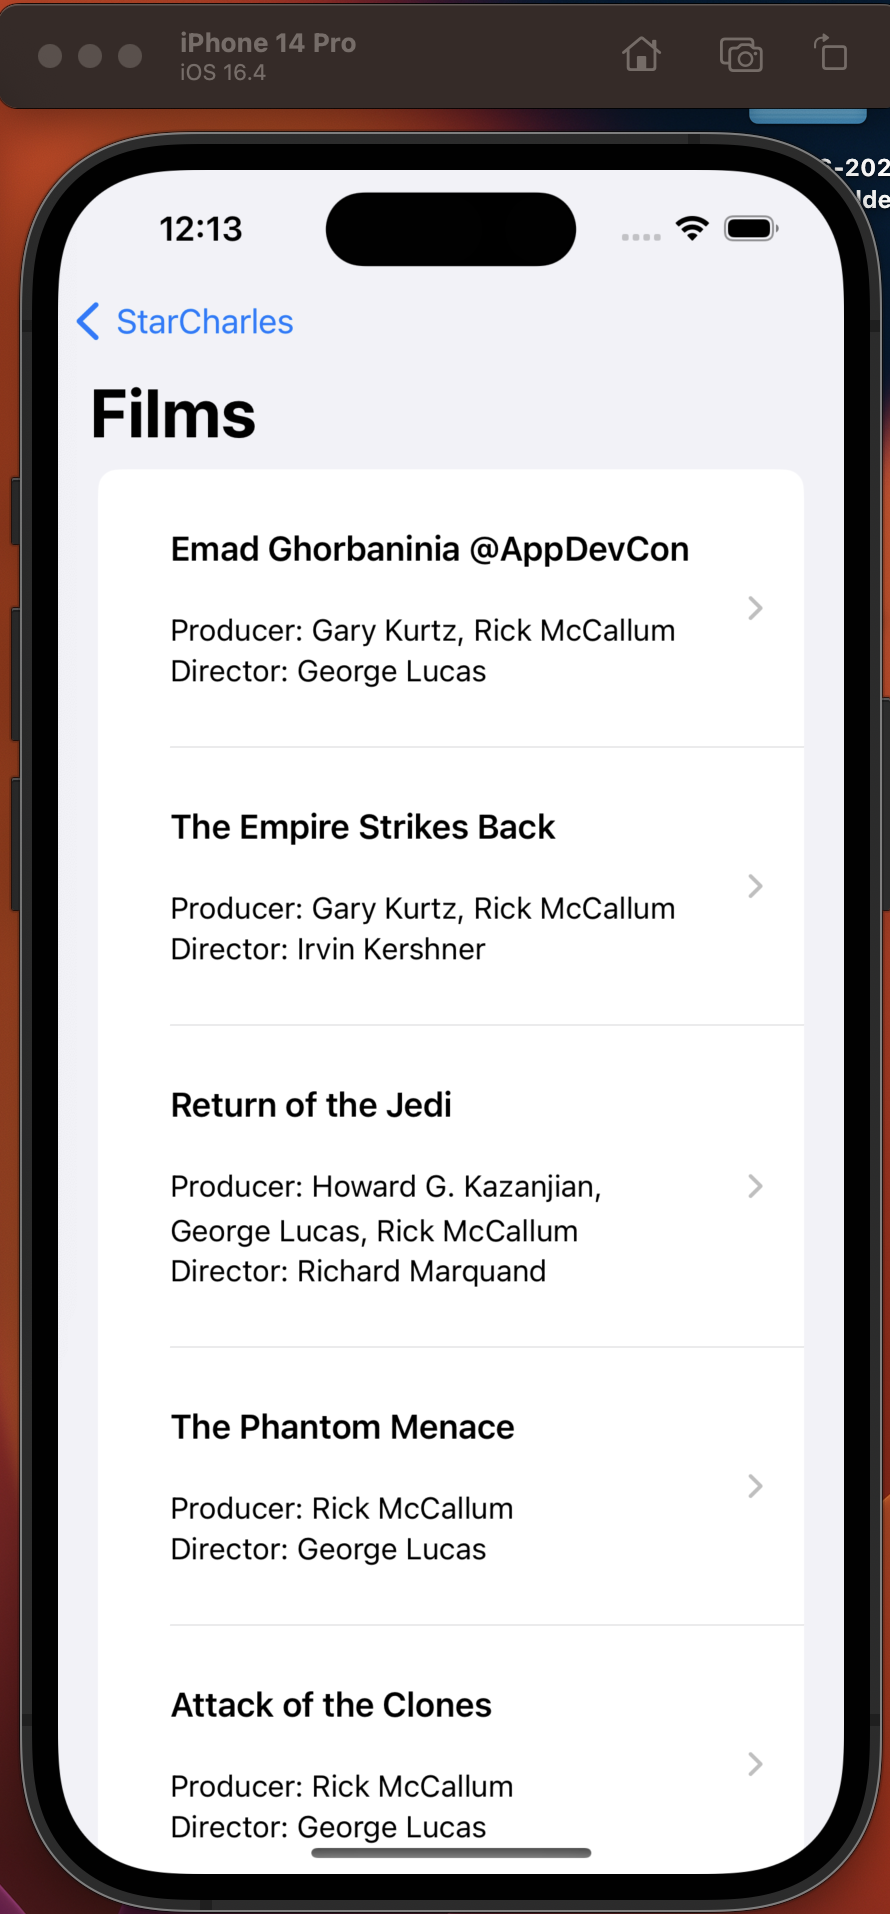 iPhone 14 Pro
iOS 16.4
12:13
StarCharles
Films
Emad Ghorbaninia @AppDevCon
Producer: Gary Kurtz, Rick McCallum
Director: George Lucas
The Empire Strikes Back
Producer: Gary Kurtz, Rick McCallum
Director: Irvin Kershner
Return of the Jedi
Producer: Howard G. Kazanjian,
George Lucas, Rick McCallum
Director: Richard Marquand
The Phantom Menace
Producer: Rick McCallum
Director: George Lucas
Attack of the Clones
Producer: Rick McCallum
Director: George Lucas